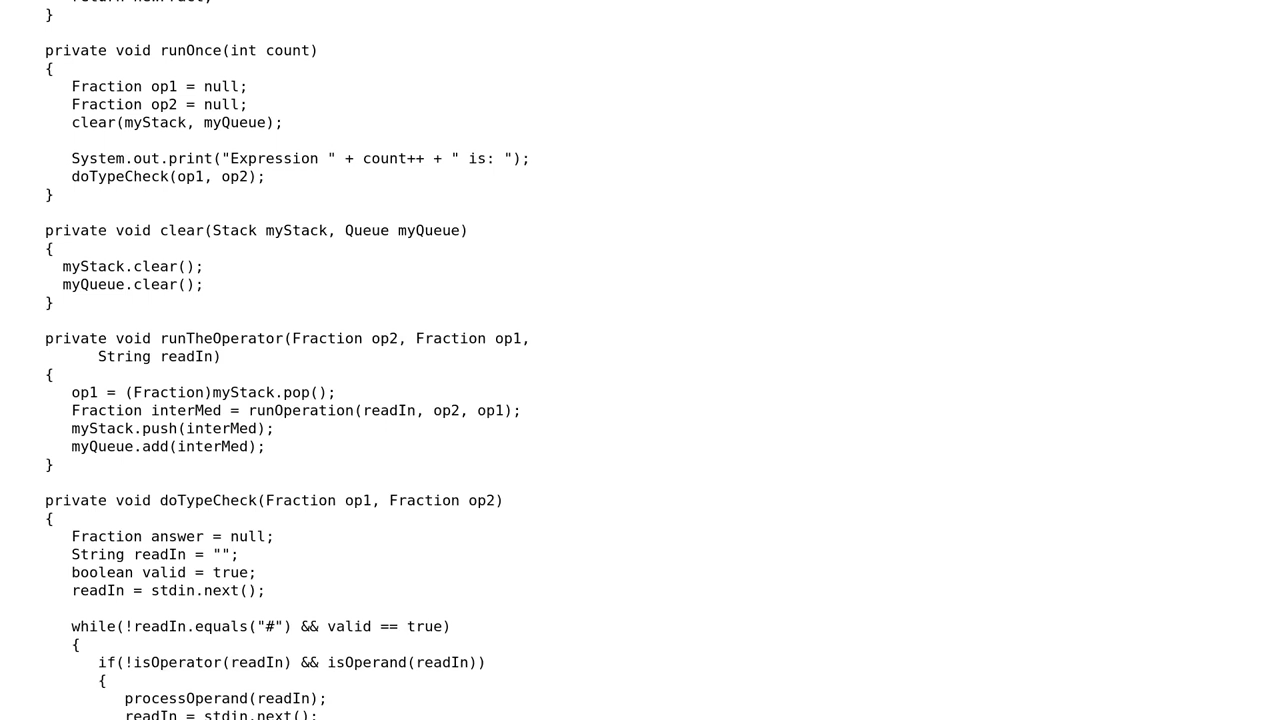 }
private void runOnce(int count)
{
Fraction op1 = null;
Fraction op2 = null;
clear(myStack, myQueue);
System.out.print("Expression " + count++ + " is: ");
doTypeCheck(op1, op2);
}
private void clear(Stack myStack, Queue myQueue)
{
myStack.clear();
myQueue.clear();
}
private void runTheOperator(Fraction op2, Fraction op1,
String readIn)
{
op1 = (Fraction)myStack.pop();
Fraction interMed = runOperation(readIn, op2, op1);
myStack.push(interMed);
myQueue.add(interMed);
}
private void doTypeCheck(Fraction op1, Fraction op2)
{
Fraction answer = null;
String readIn = "";
boolean valid = true;
readIn = stdin.next();
while(!readIn.equals("#") && valid == true)
{
if(!isOperator(readIn) && isOperand(readIn))
{
processOperand(readIn);
readIn = stdin.next();